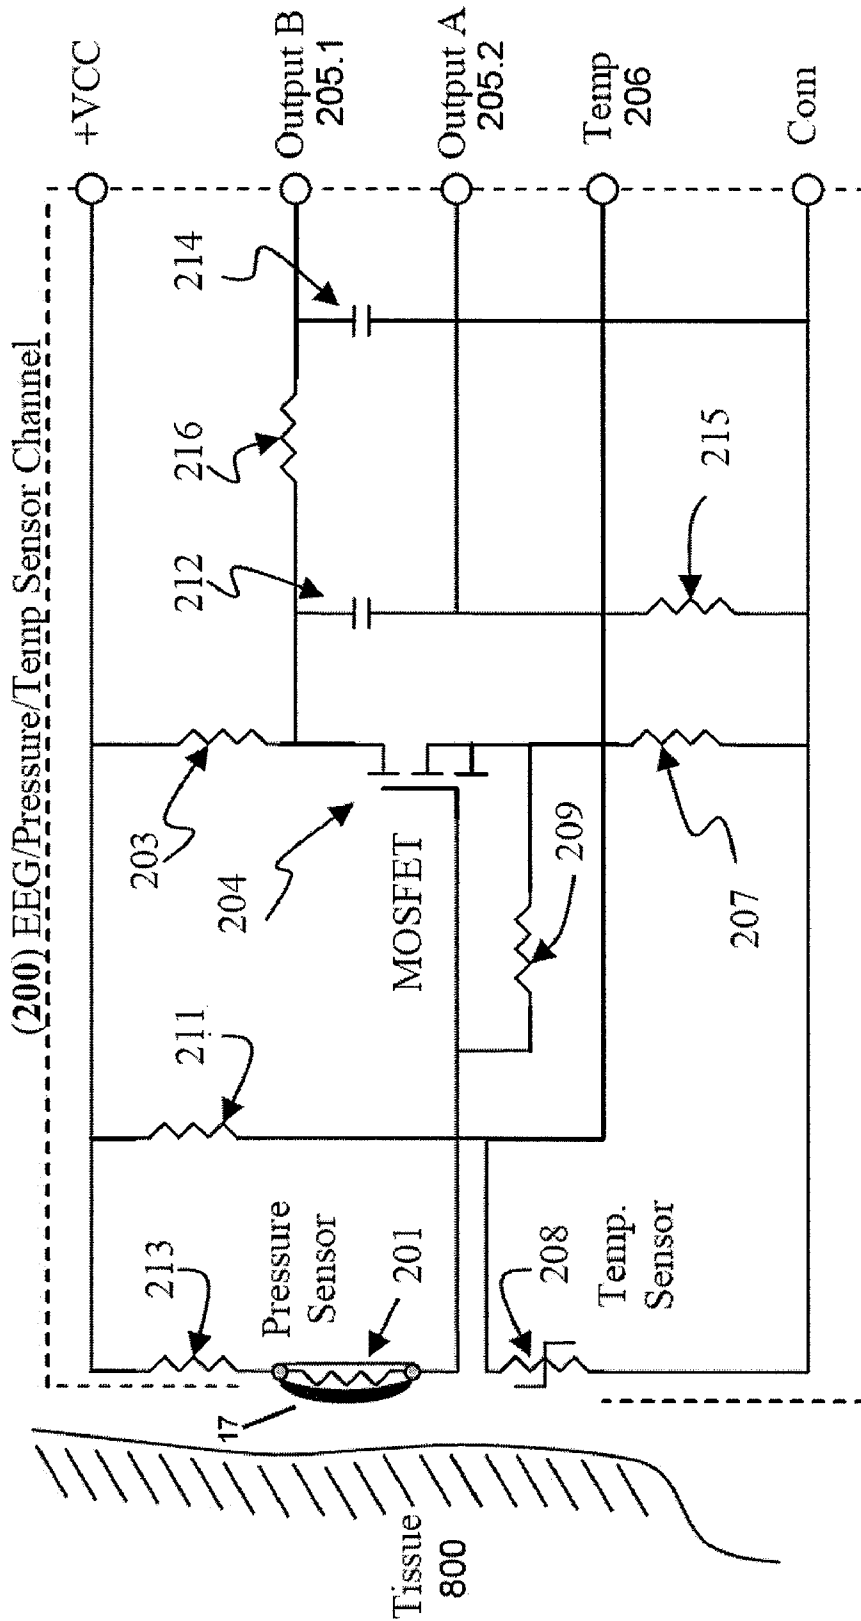 (200) EEG/Pressure/Temp Sensor Channel
+VCC
Output B
205.1
Output A
205.2
Temp
206
Com
214
216
212
215
203
204
MOSFET
209
207
211
213
Pressure
Sensor
201
208
Temp.
Sensor
17
Tissue
800